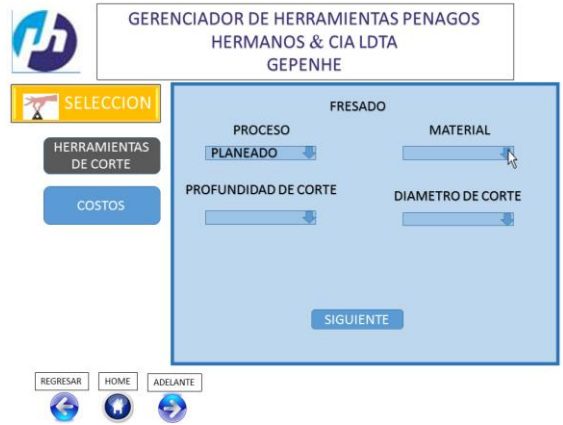 GERENCIADOR DE HERRAMIENTAS PENAGOS
HERMANOS & CIA LDTA
GEPENHE
SELECCION
HERRAMIENTAS
DE CORTE
COSTOS
FRESADO
PROCESO
MATERIAL
PLANEADO
PROFUNDIDAD DE CORTE
DIAMETRO DE CORTE
SIGUIENTE
REGRESAR
HOME
ADELANTE